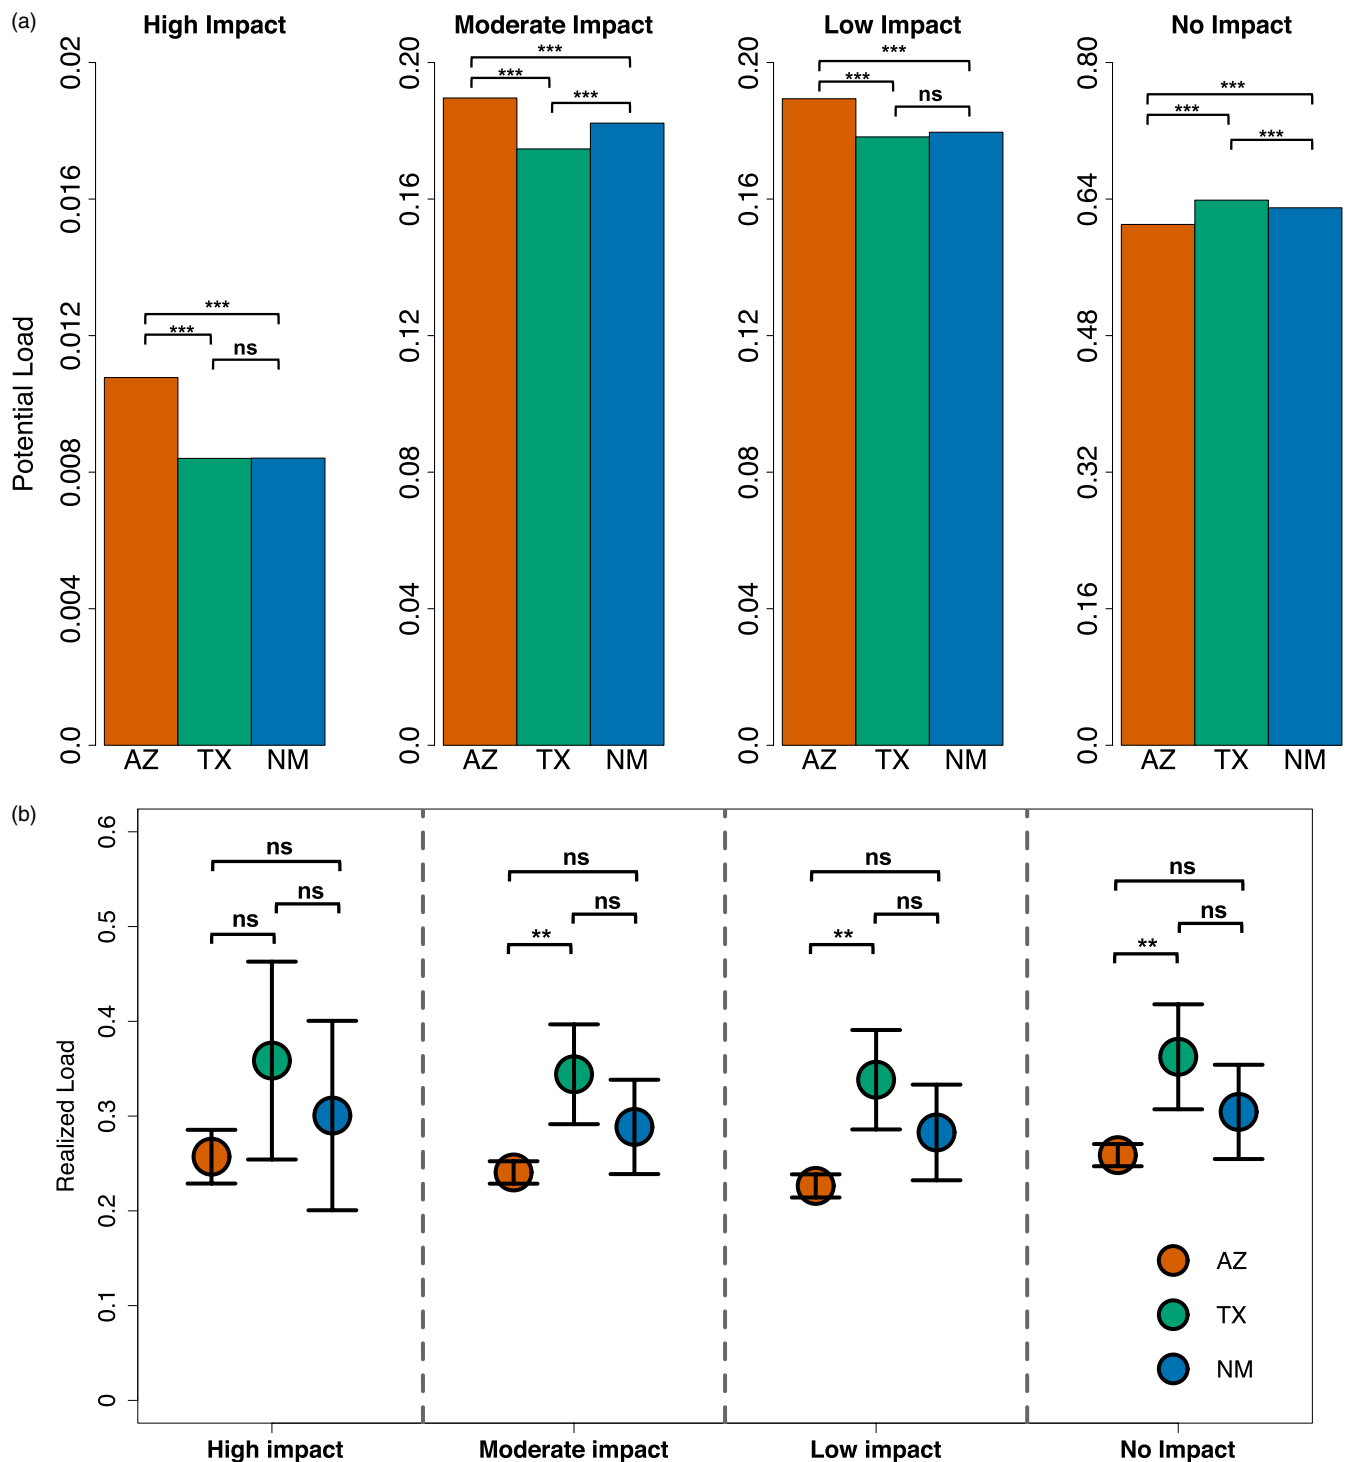 (a)
High Impact
Moderate Impact
Low Impact
No Impact
Potential Load
0.02
0.016
0.012
0.008
0.004
0.0
***
***
ns
AZ TX NM
0.20
0.16
0.12
0.08
0.04
0.0
***
***
***
AZ TX NM
0.20
0.16
0.12
0.08
0.04
0.0
***
***
ns
AZ TX NM
0.80
0.64
0.48
0.32
0.16
0.0
***
***
***
AZ TX NM
(b)
Realized Load
0.6
0.5
0.4
0.3
0.2
0.1
0
ns
ns
ns
ns
ns
**
ns
ns
**
ns
ns
**
AZ
TX
NM
High impact
Moderate impact
Low impact
No Impact